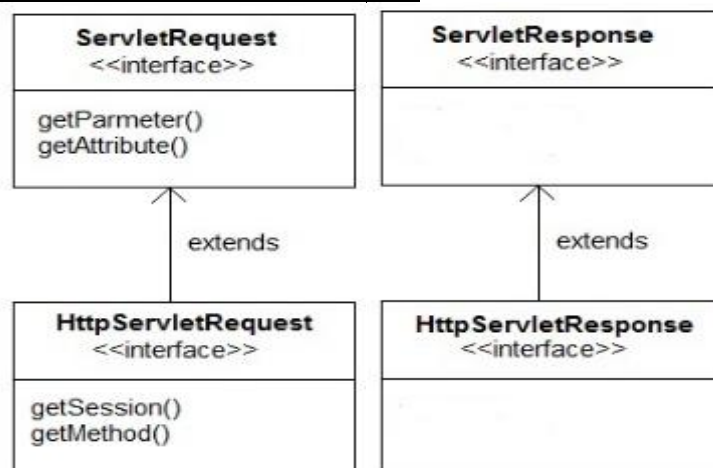 ServletRequest
<<interface>>
getParmeter()
getAttribute()
ServletResponse
<<interface>>
extends
extends
HttpServletRequest
<<interface>>
getSession()
getMethod()
HttpServletResponse
<<interface>>